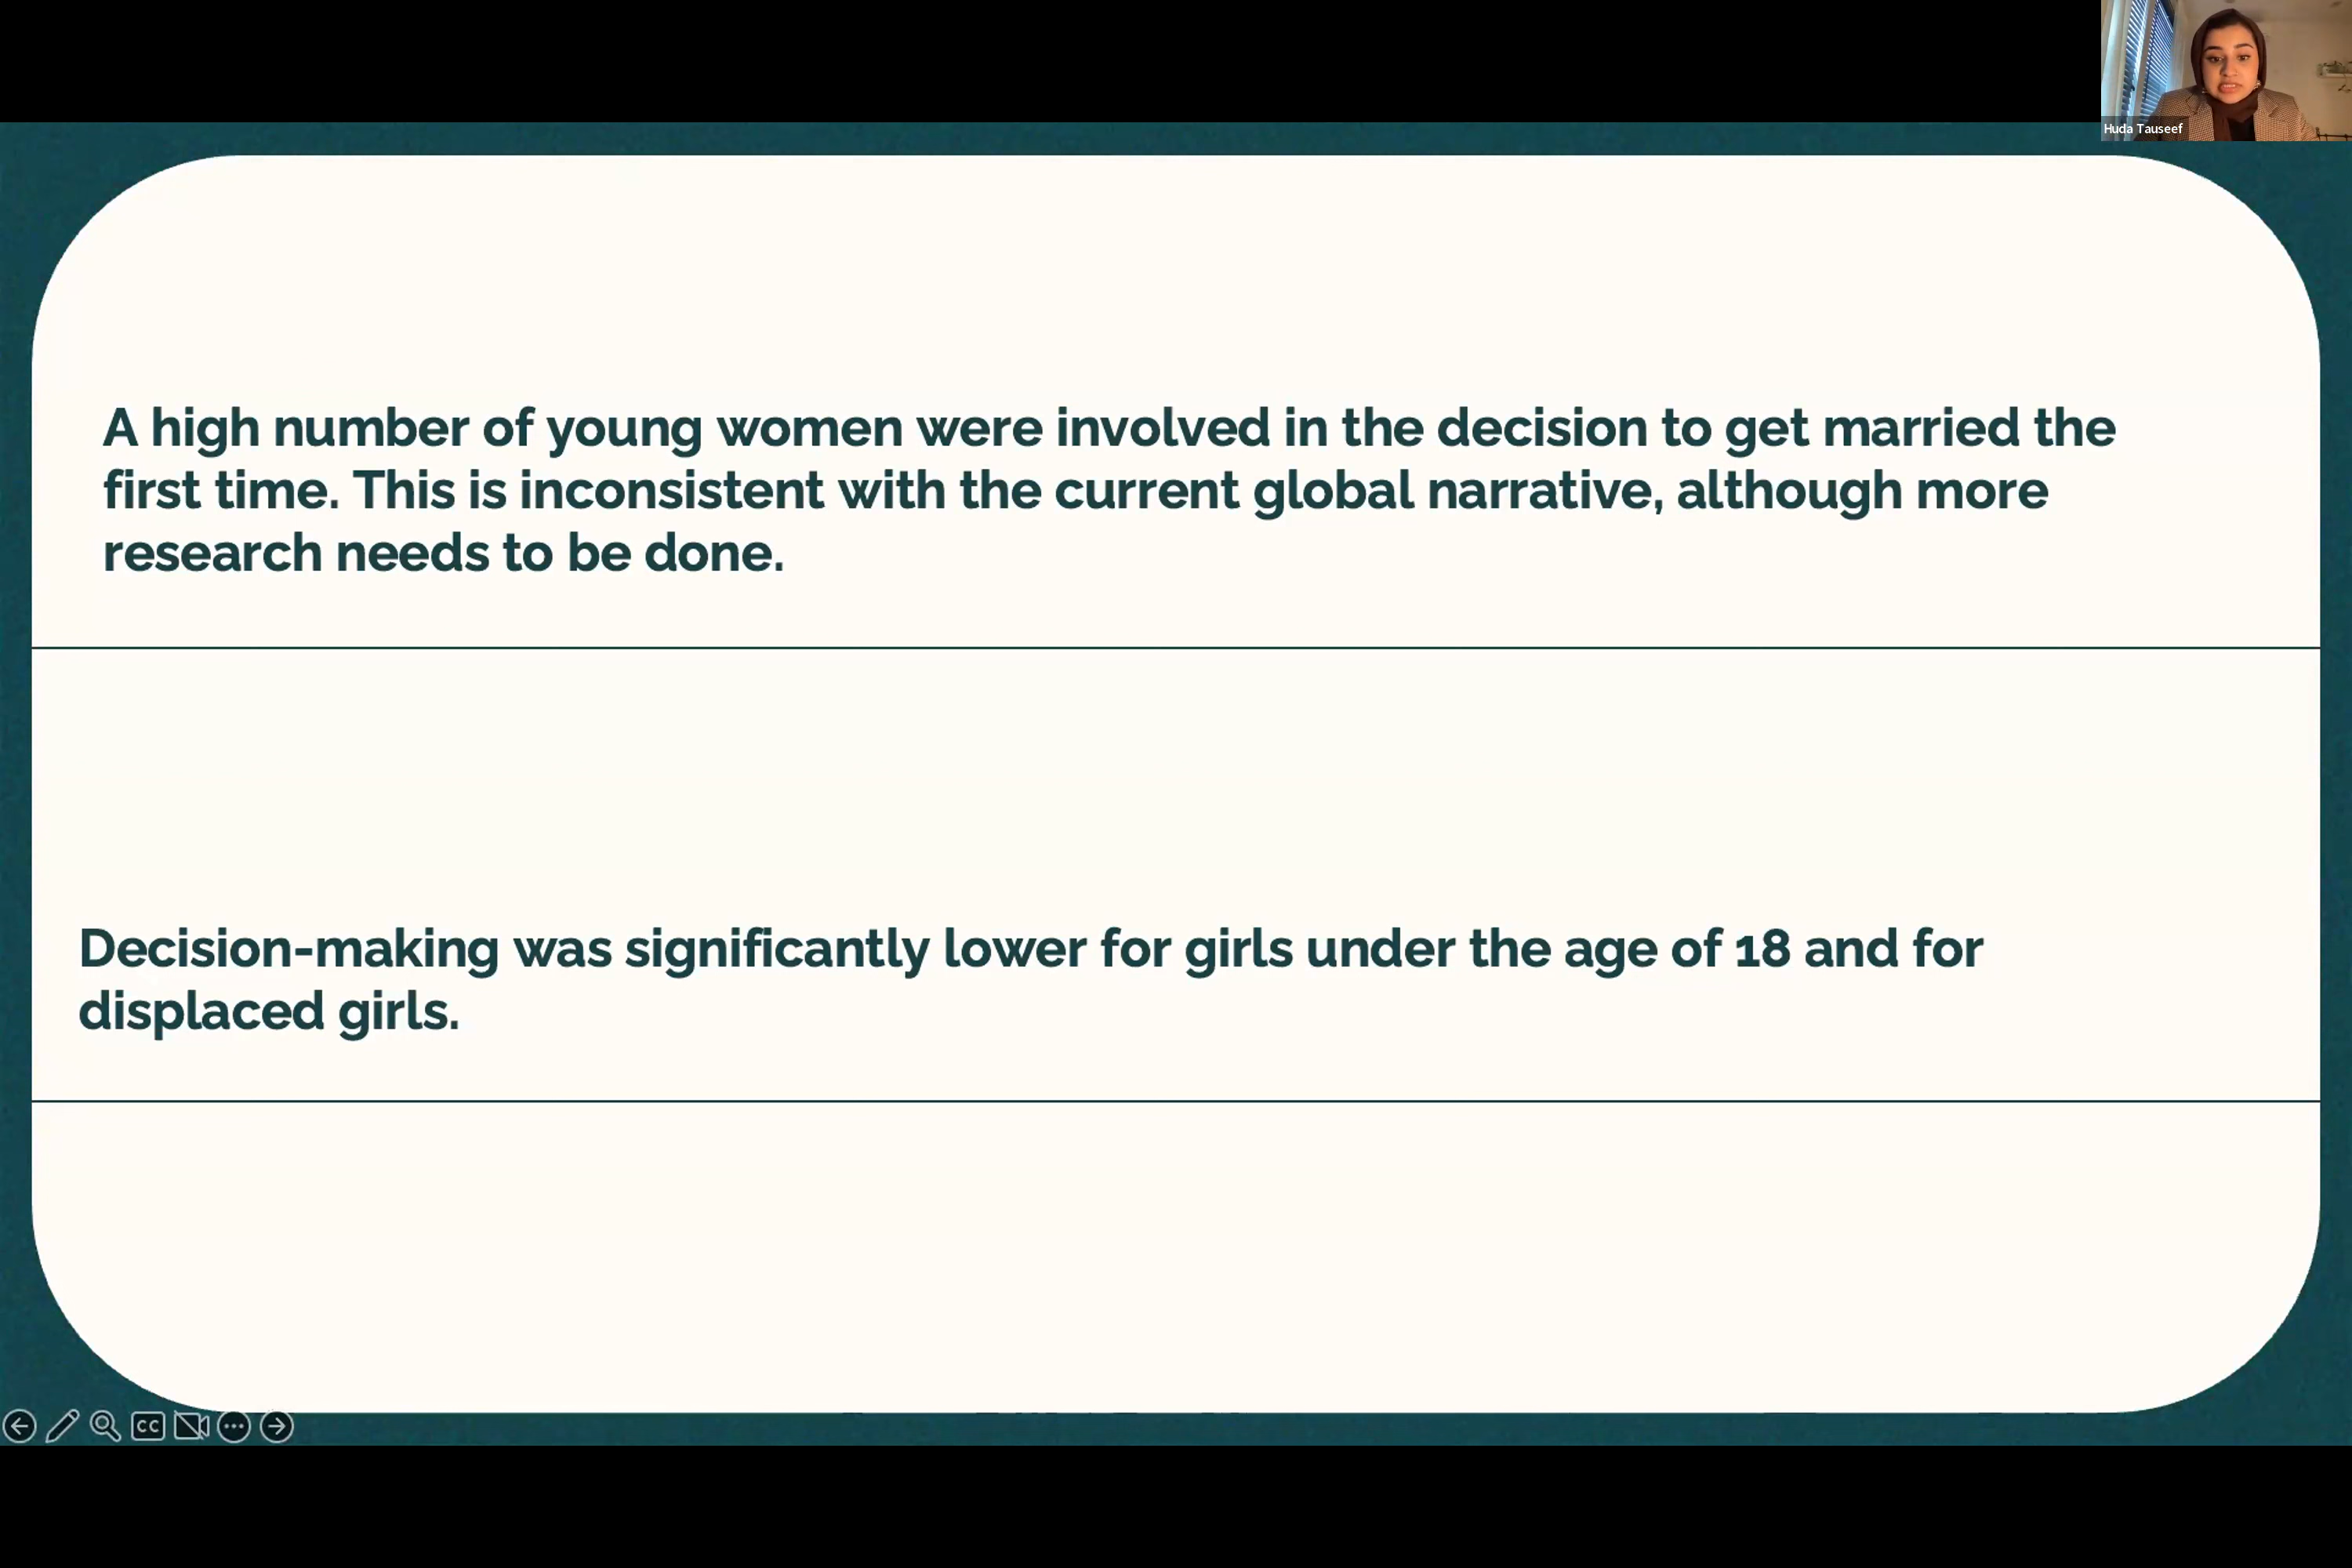 Huda Tauseef
A high number of young women were involved in the decision to get married the
first time. This is inconsistent with the current global narrative, although more
research needs to be done.
Decision-making was significantly lower for girls under the age of 18 and for
displaced girls.
CC